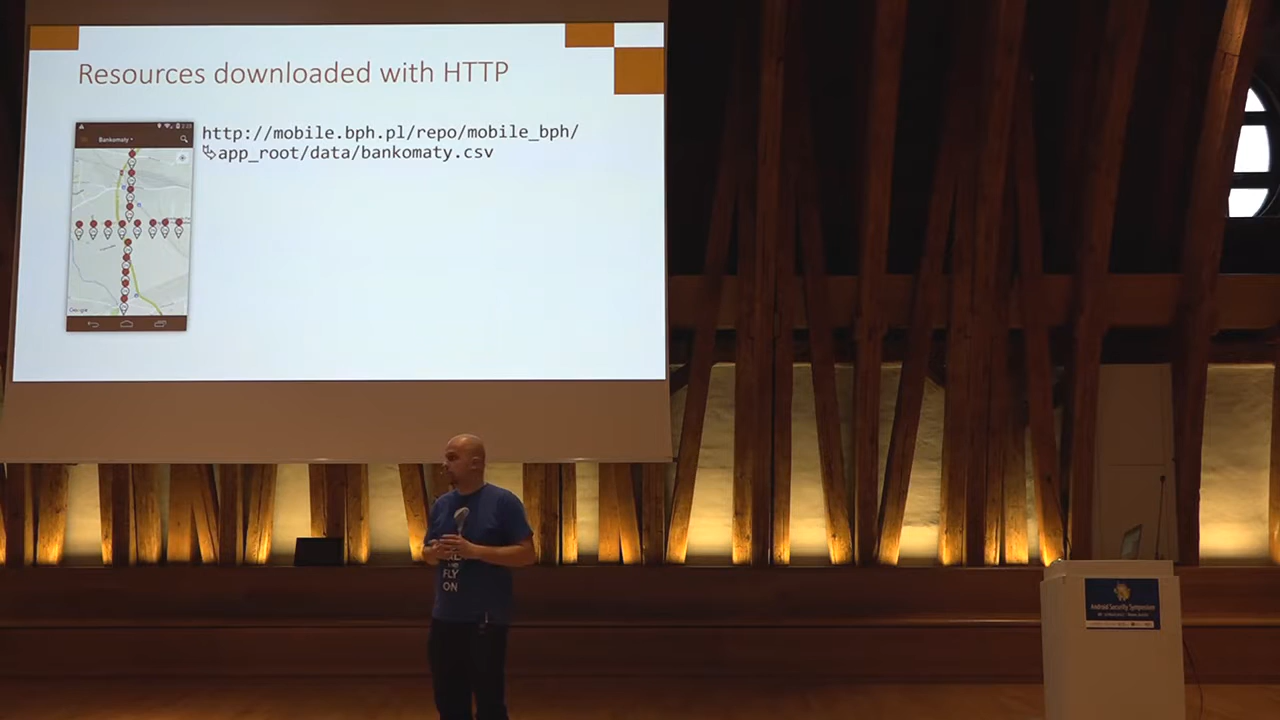 Resources downloaded with HTTP
http://mobile.bph.pl/repo/mobile_bph/
app_root/data/bankomaty.csv
Bankomaty
Google
FLY
ON
Android Security Symposium